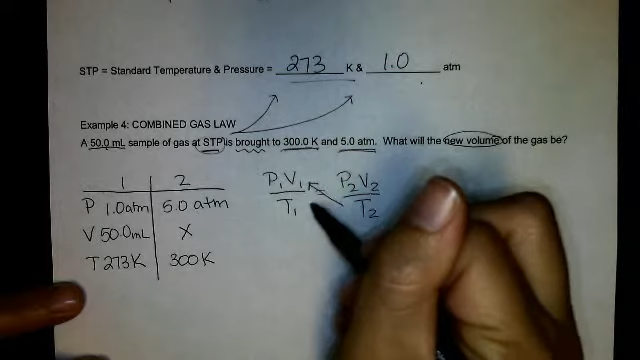 STP = Standard Temperature & Pressure = 273 K & 1.0 atm
Example 4: COMBINED GAS LAW
A 50.0 mL sample of gas at STP is brought to 300.0 K and 5.0 atm. What will the new volume of the gas be?
1 2
P 1.0atm 5.0 atm
V 50.0mL X
T 273K 300K
P₁V₁ = P₂V₂
T₁ T₂